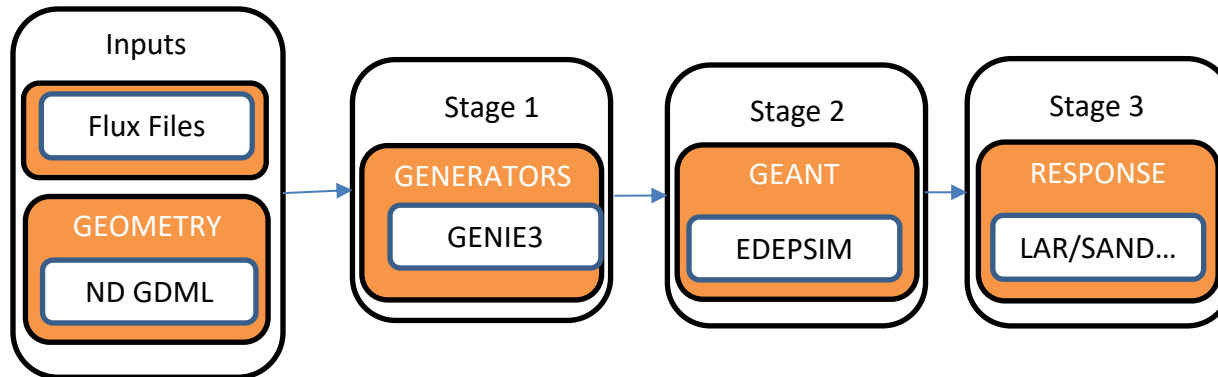 Inputs
Flux Files
GEOMETRY
ND GDML
Stage 1
GENERATORS
GENIE3
Stage 2
GEANT
EDEPSIM
Stage 3
RESPONSE
LAR/SAND...